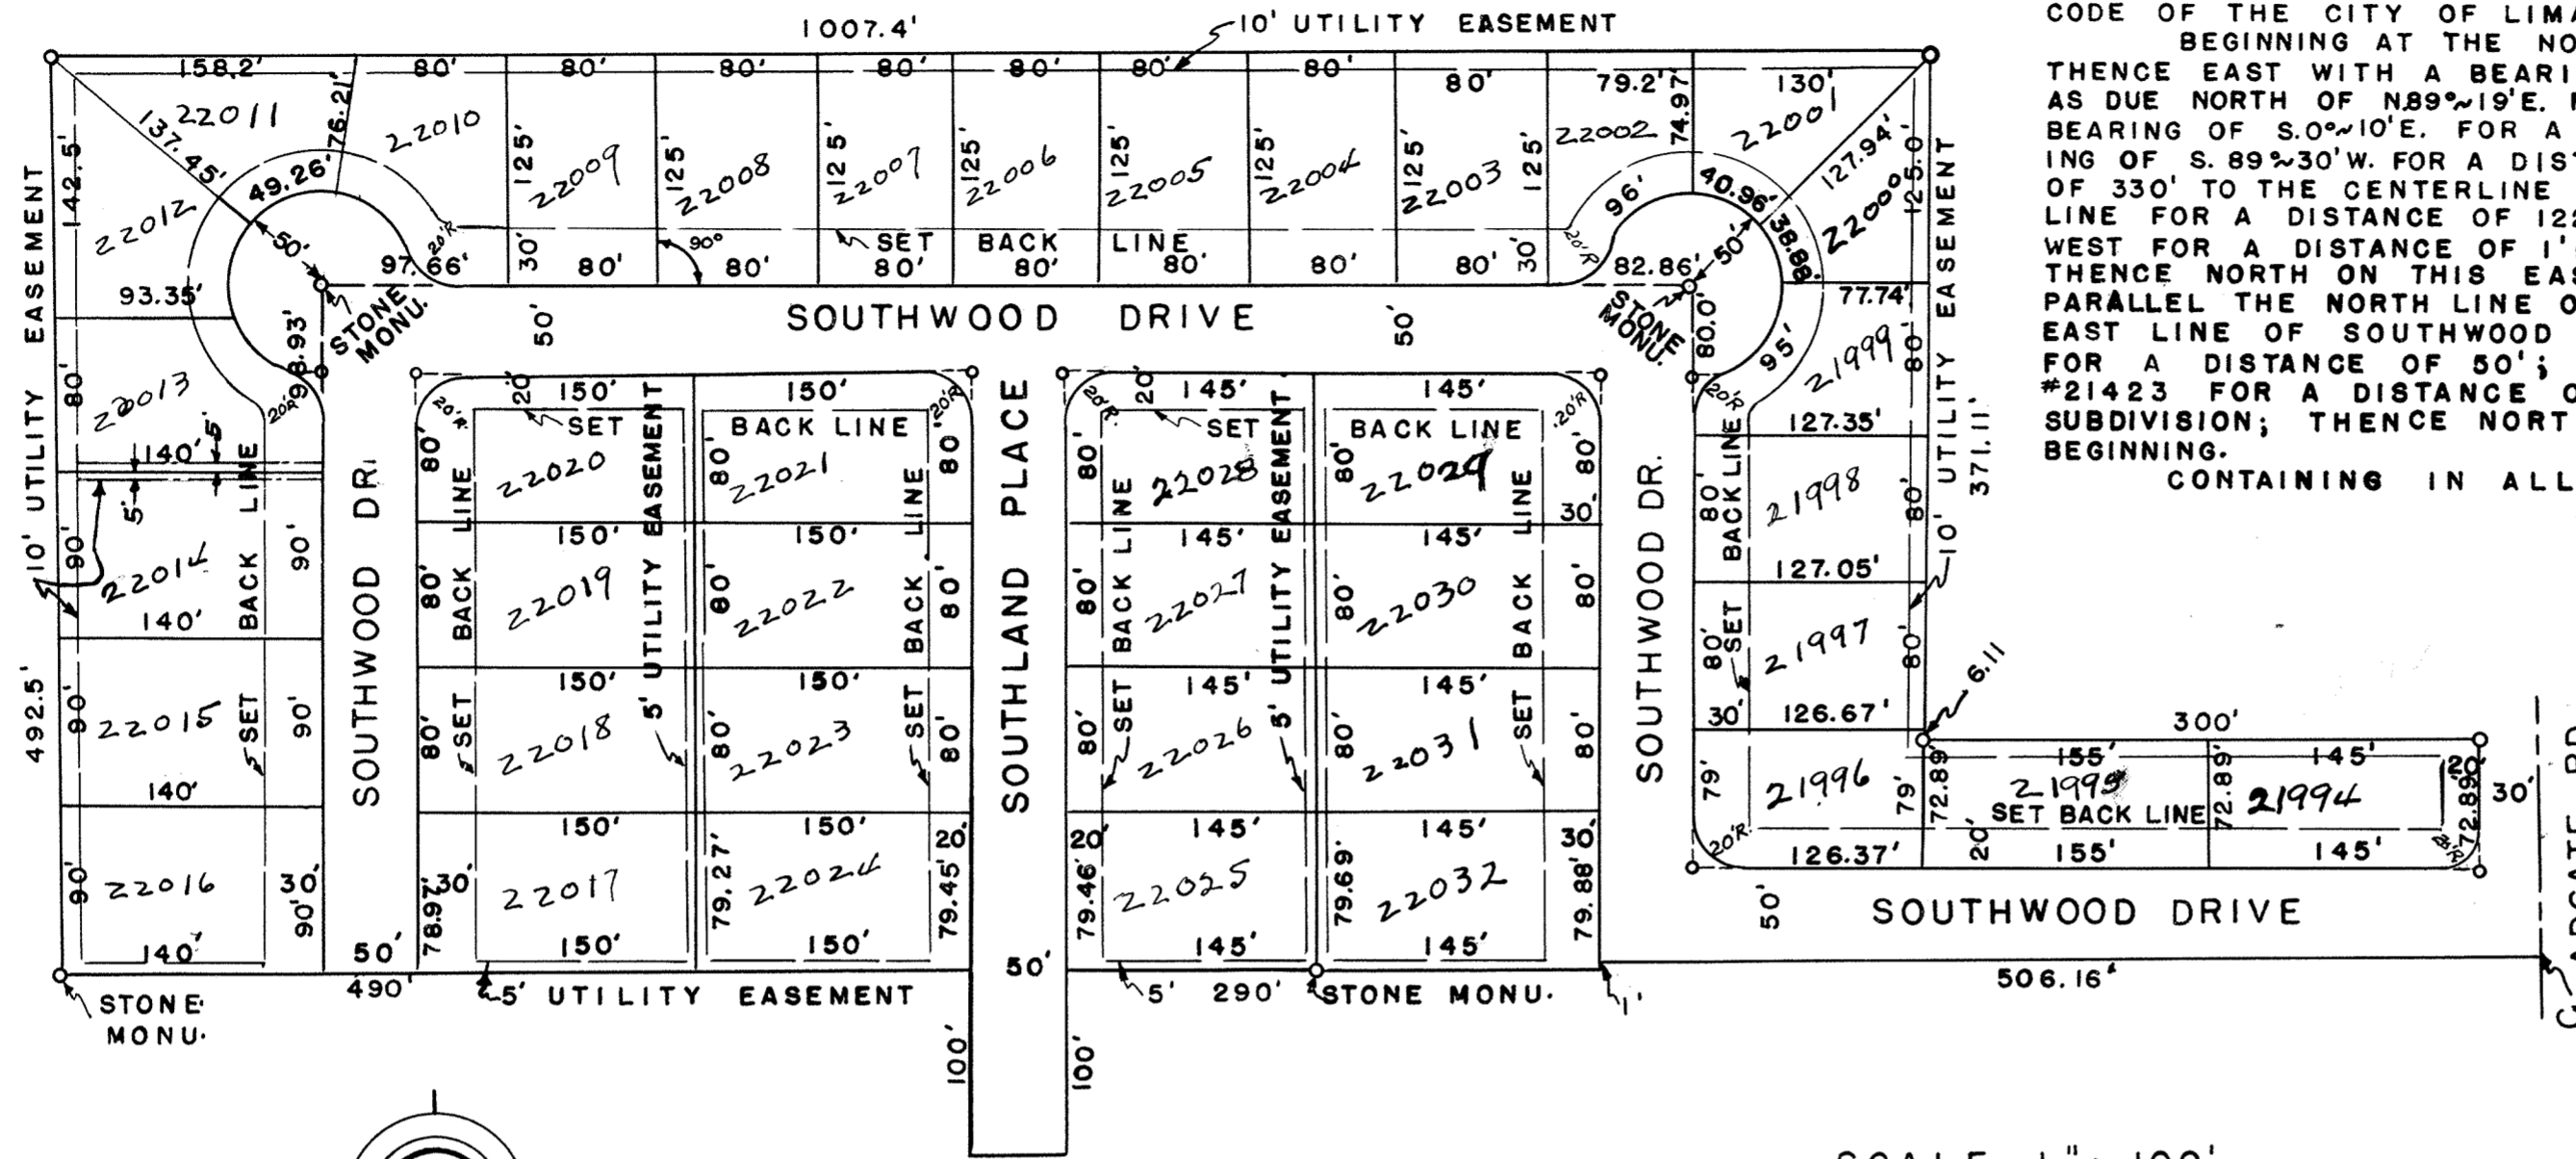 1007.4'
10' UTILITY EASEMENT
158.2' 80' 80' 80' 80' 80' 80' 80' 80' 79.2' 130'
22011 22010 22009 22008 22007 22006 22005 22004 22003 22002 22001
137.45' 76.21' 125' 125' 125' 125' 125' 125' 125' 125' 74.97' 127.94' 125.0'
142.5' 49.26' 96' 40.96' 38.88' 22000
22012 50' 20'R 97.66' 30' 90° SET BACK LINE 30' 20'R 82.86' 50'
80' 80' 80' 80' 80' 80' 80'
93.35' 98.93' STONE MONU. STONE MONU. 80.0' 95' 77.74'
50' SOUTHWOOD DRIVE 50'
10' UTILITY EASEMENT
10' UTILITY EASEMENT
371.11'
492.5'
22013 80' 20'R 140' 5' 5'
22014 90' 90' 140'
22015 90' 90' 140'
22016 90' 30' 90' 140'
SET BACK LINE
SOUTHWOOD DR.
20'R 20' 150' 150' 20'R
SET BACK LINE
80' 22020 80' 22021 80'
150' 150'
80' 22019 80' 22022 80'
150' 150'
80' 22018 80' 22023 80'
150' 150' 20'
78.97' 30' 22017 79.27' 22024 79.45'
150' 150'
SET BACK LINE
5' UTILITY EASEMENT
SET BACK LINE
SOUTHLAND PLACE
20'R 20' 145' 145' 20'R
SET BACK LINE
80' 22028 80' 22029 80'
145' 145' 30'
80' 22027 80' 22030 80'
145' 145'
80' 22026 80' 22031 80'
20' 145' 145' 30'
79.46' 22025 79.69' 22032 79.88'
145' 145'
SET BACK LINE
5' UTILITY EASEMENT
SET BACK LINE
SOUTHWOOD DR.
20'R 21999 80'
127.35'
80' 21998 80'
127.05'
80' 21997 80'
30' 126.67' 6.11
SET BACK LINE
79' 21996 79' 72.89'
20'R 126.37'
300'
155' 145' 20'
21995 72.89' 21994 72.89' 30'
SET BACK LINE
20' 155' 145' 20'R
50' SOUTHWOOD DRIVE
506.16'
STONE MONU.
50' 490' 5' UTILITY EASEMENT 50' 5' 290' STONE MONU. 1'
100' 100'
CODE OF THE CITY OF
BEGINNING AT THE
THENCE EAST WITH A
AS DUE NORTH OF N.89°~19'E.
BEARING OF S.0°~10'E. FOR A
ING OF S. 89°~30'W. FOR A
OF 330' TO THE CENTERLINE
LINE FOR A DISTANCE OF
WEST FOR A DISTANCE OF 1'
THENCE NORTH ON THIS
PARALLEL THE NORTH LINE
EAST LINE OF SOUTHWOOD
FOR A DISTANCE OF 50';
#21423 FOR A DISTANCE
SUBDIVISION; THENCE
BEGINNING.
CONTAINING IN ALL
SCALE 1" = 100'